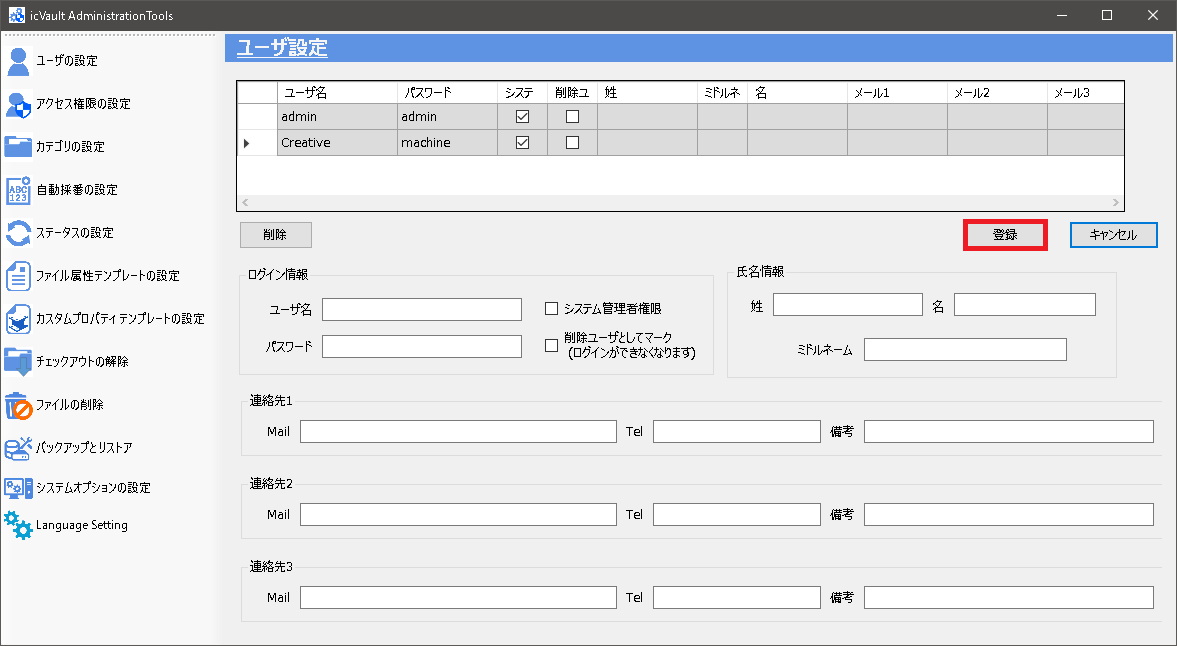 icVault AdministrationTools
ユーザの設定
アクセス権限の設定
カテゴリの設定
自動採番の設定
ステータスの設定
ファイル属性テンプレートの設定
カスタムプロパティテンプレートの設定
チェックアウトの解除
ファイルの削除
バックアップとリストア
システムオプションの設定
Language Setting
ユーザ設定
ユーザ名 パスワード システ 削除ユ 姓 ミドルネ 名 メール1 メール2 メール3
admin admin
Creative machine
削除 登録 キャンセル
ログイン情報
ユーザ名 システム管理者権限
パスワード 削除ユーザとしてマーク
(ログインができなくなります)
氏名情報
姓 名
ミドルネーム
連絡先1
Mail Tel 備考
連絡先2
Mail Tel 備考
連絡先3
Mail Tel 備考